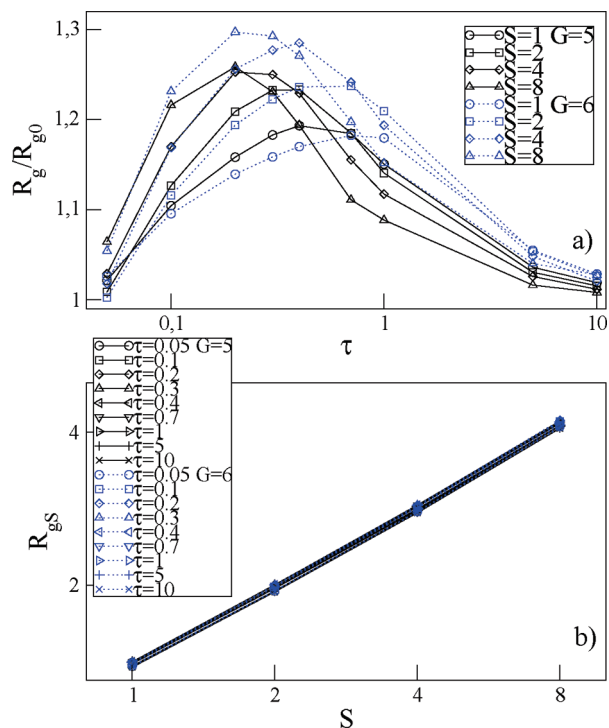 1,3
1,2
1,1
1
R_g/R_g0
S=1 G=5
S=2
S=4
S=8
S=1 G=6
S=2
S=4
S=8
a)
0,1
1
10
τ
τ=0.05 G=5
τ=0.1
τ=0.2
τ=0.3
τ=0.4
τ=0.7
τ=1
τ=5
τ=10
τ=0.05 G=6
τ=0.1
τ=0.2
τ=0.3
τ=0.4
τ=0.7
τ=1
τ=5
τ=10
4
2
R_gS
b)
1
2
4
8
S